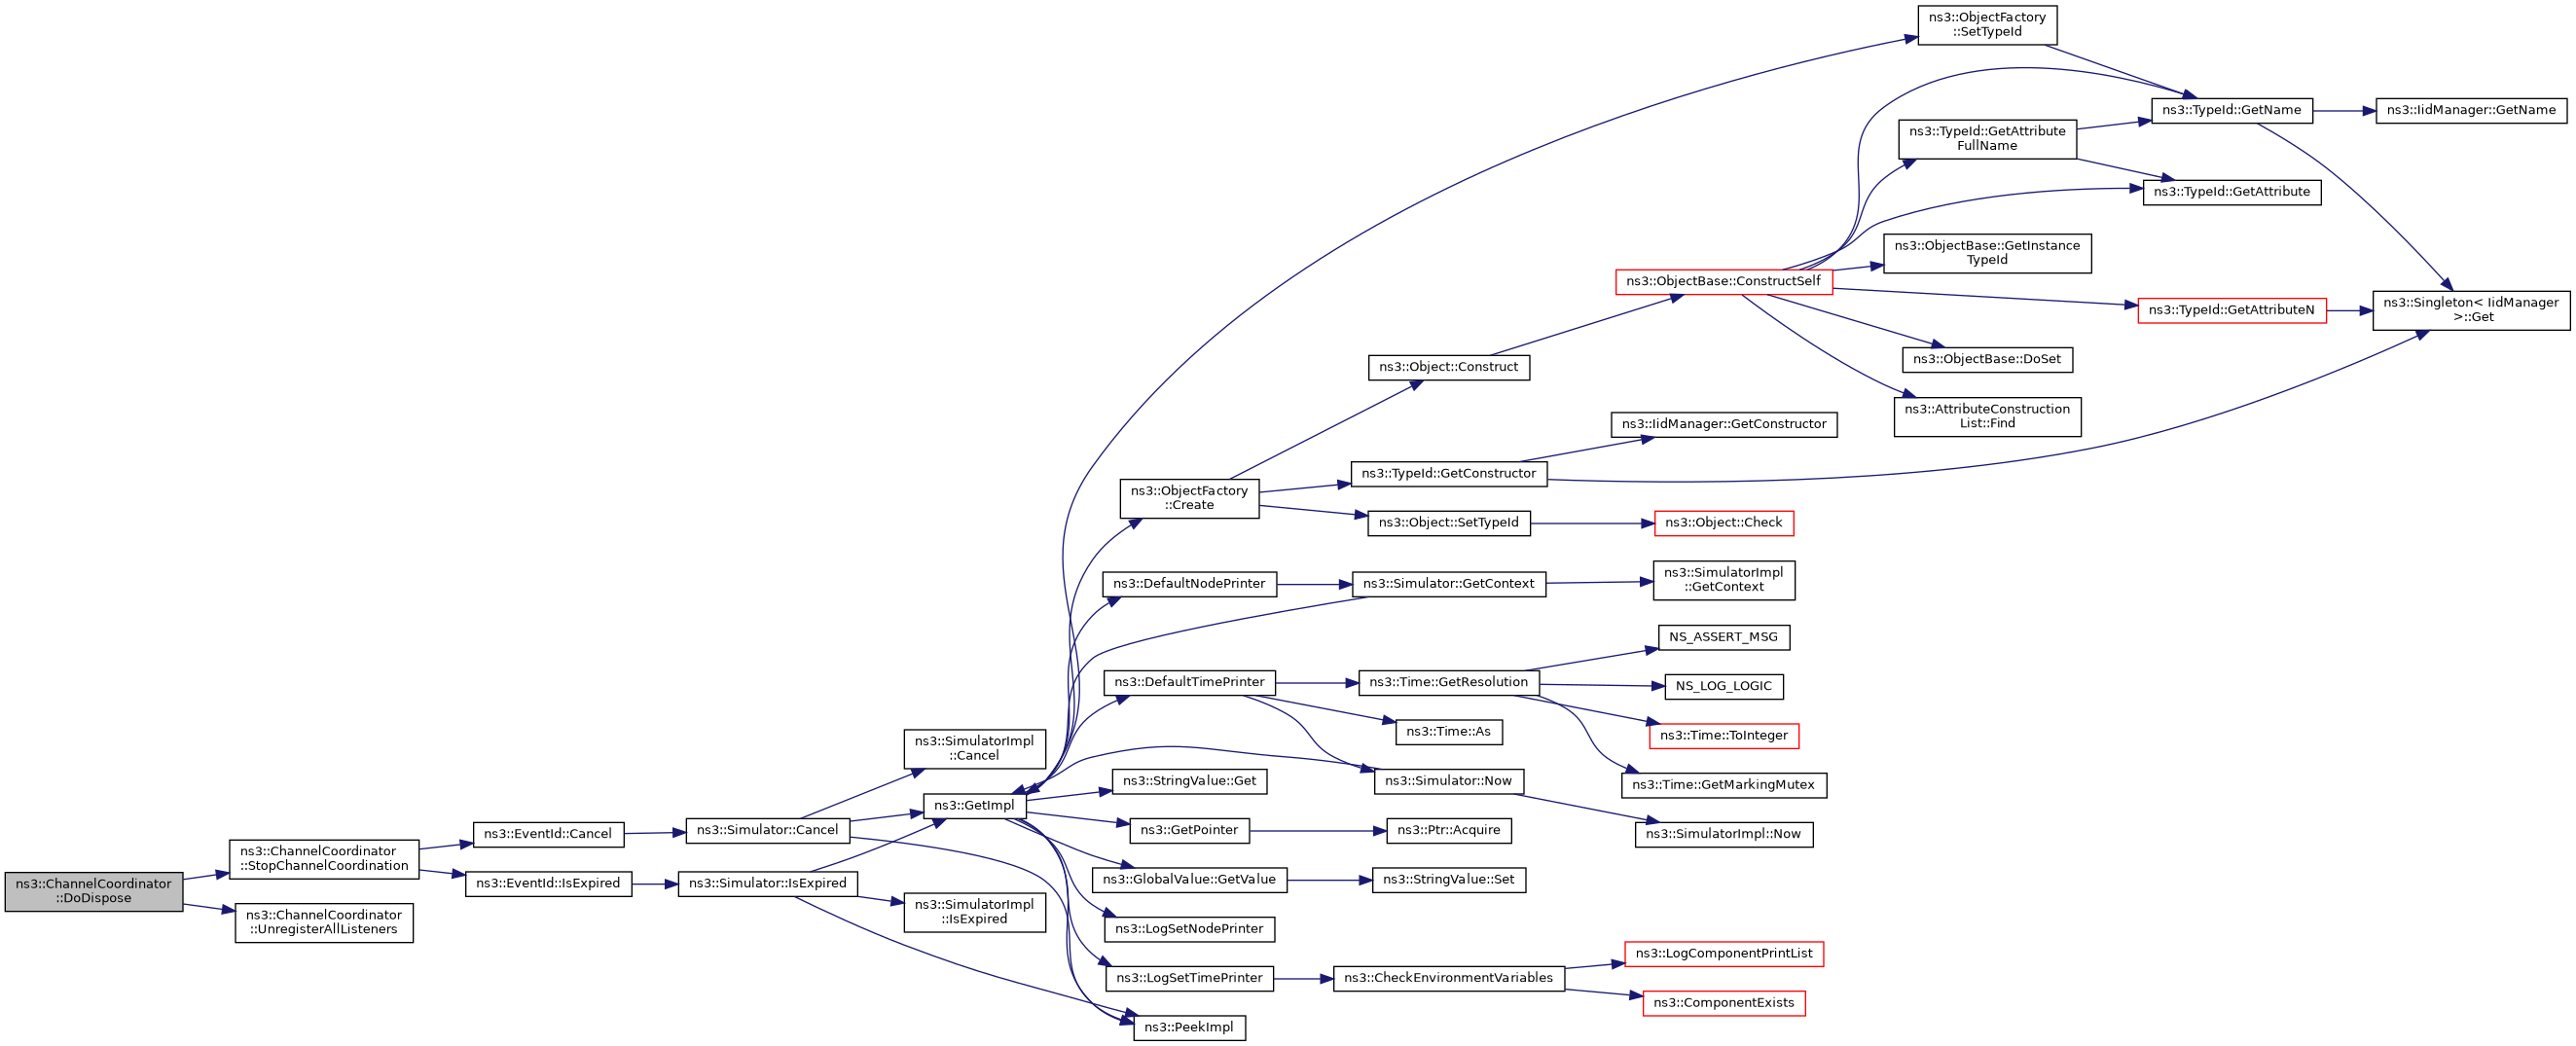 ns3::ChannelCoordinator
::DoDispose
ns3::ChannelCoordinator
::StopChannelCoordination
ns3::ChannelCoordinator
::UnregisterAllListeners
ns3::EventId::Cancel
ns3::EventId::IsExpired
ns3::Simulator::Cancel
ns3::Simulator::IsExpired
ns3::SimulatorImpl
::Cancel
ns3::GetImpl
ns3::SimulatorImpl
::IsExpired
ns3::ObjectFactory
::Create
ns3::DefaultNodePrinter
ns3::DefaultTimePrinter
ns3::StringValue::Get
ns3::GetPointer
ns3::GlobalValue::GetValue
ns3::LogSetNodePrinter
ns3::LogSetTimePrinter
ns3::PeekImpl
ns3::Object::Construct
ns3::TypeId::GetConstructor
ns3::Object::SetTypeId
ns3::Simulator::GetContext
ns3::Time::GetResolution
ns3::Time::As
ns3::Simulator::Now
ns3::Ptr::Acquire
ns3::StringValue::Set
ns3::CheckEnvironmentVariables
ns3::ObjectBase::ConstructSelf
ns3::IidManager::GetConstructor
ns3::Object::Check
ns3::SimulatorImpl
::GetContext
NS_ASSERT_MSG
NS_LOG_LOGIC
ns3::Time::ToInteger
ns3::Time::GetMarkingMutex
ns3::SimulatorImpl::Now
ns3::LogComponentPrintList
ns3::ComponentExists
ns3::ObjectFactory
::SetTypeId
ns3::TypeId::GetAttribute
FullName
ns3::ObjectBase::GetInstance
TypeId
ns3::ObjectBase::DoSet
ns3::AttributeConstruction
List::Find
ns3::TypeId::GetName
ns3::TypeId::GetAttribute
ns3::TypeId::GetAttributeN
ns3::IidManager::GetName
ns3::Singleton< IidManager
>::Get